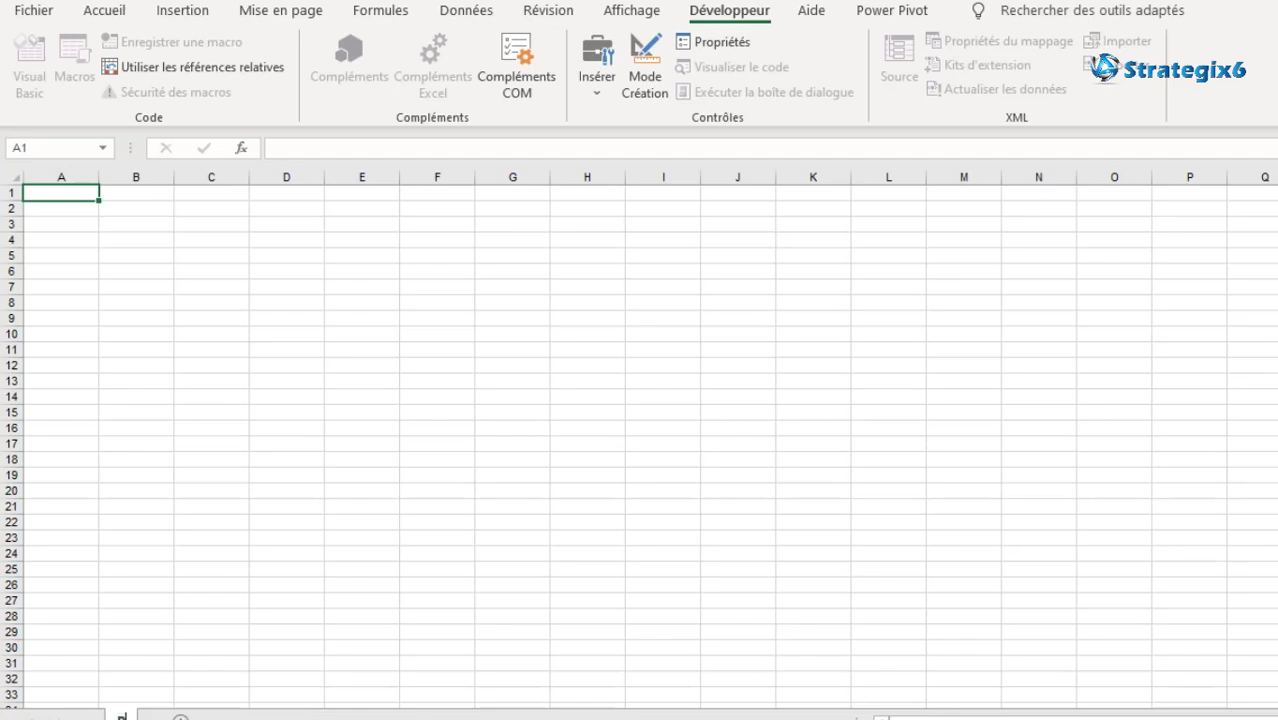 Fichier Accueil Insertion Mise en page Formules Données Révision Affichage Développeur Aide Power Pivot Rechercher des outils adaptés
Visual Basic
Macros
Enregistrer une macro
Utiliser les références relatives
Sécurité des macros
Code
Compléments
Compléments Excel
Compléments COM
Compléments
Insérer
Mode Création
Propriétés
Visualiser le code
Exécuter la boîte de dialogue
Contrôles
Source
Propriétés du mappage
Kits d'extension
Actualiser les données
Importer
XML
Strategix6
A1
fx
A B C D E F G H I J K L M N O P Q
1
2
3
4
5
6
7
8
9
10
11
12
13
14
15
16
17
18
19
20
21
22
23
24
25
26
27
28
29
30
31
32
33